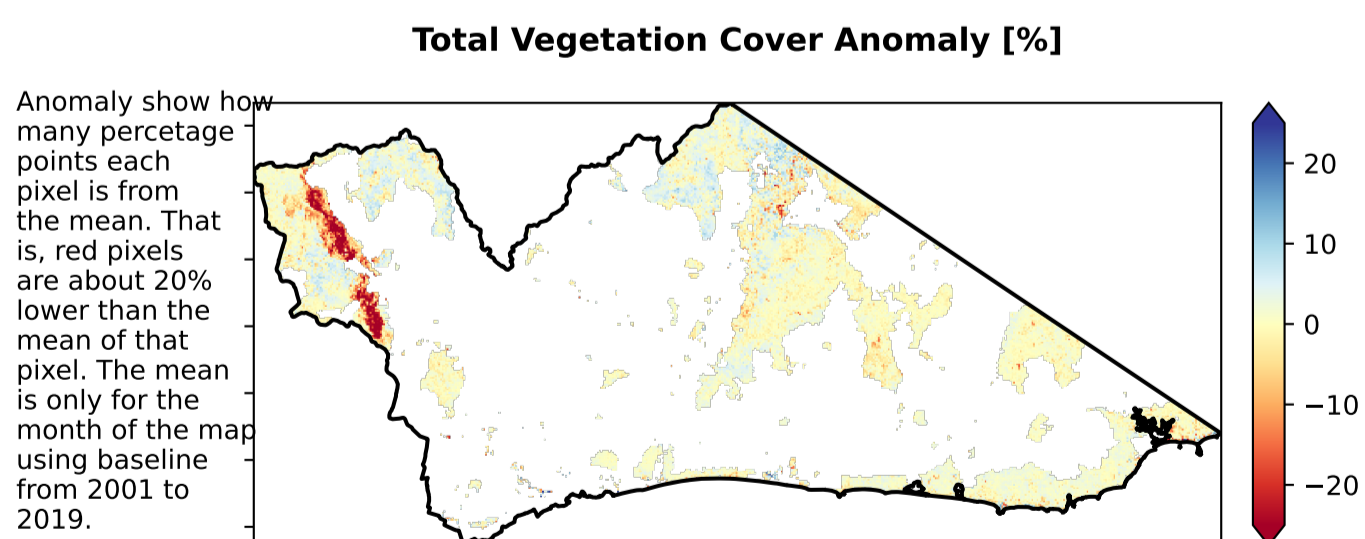 Total Vegetation Cover Anomaly [%]
Anomaly show how
many percetage
points each
pixel is from
the mean. That
is, red pixels
are about 20%
lower than the
mean of that
pixel. The mean
is only for the
month of the map
using baseline
from 2001 to
2019.
20
10
0
−10
−20